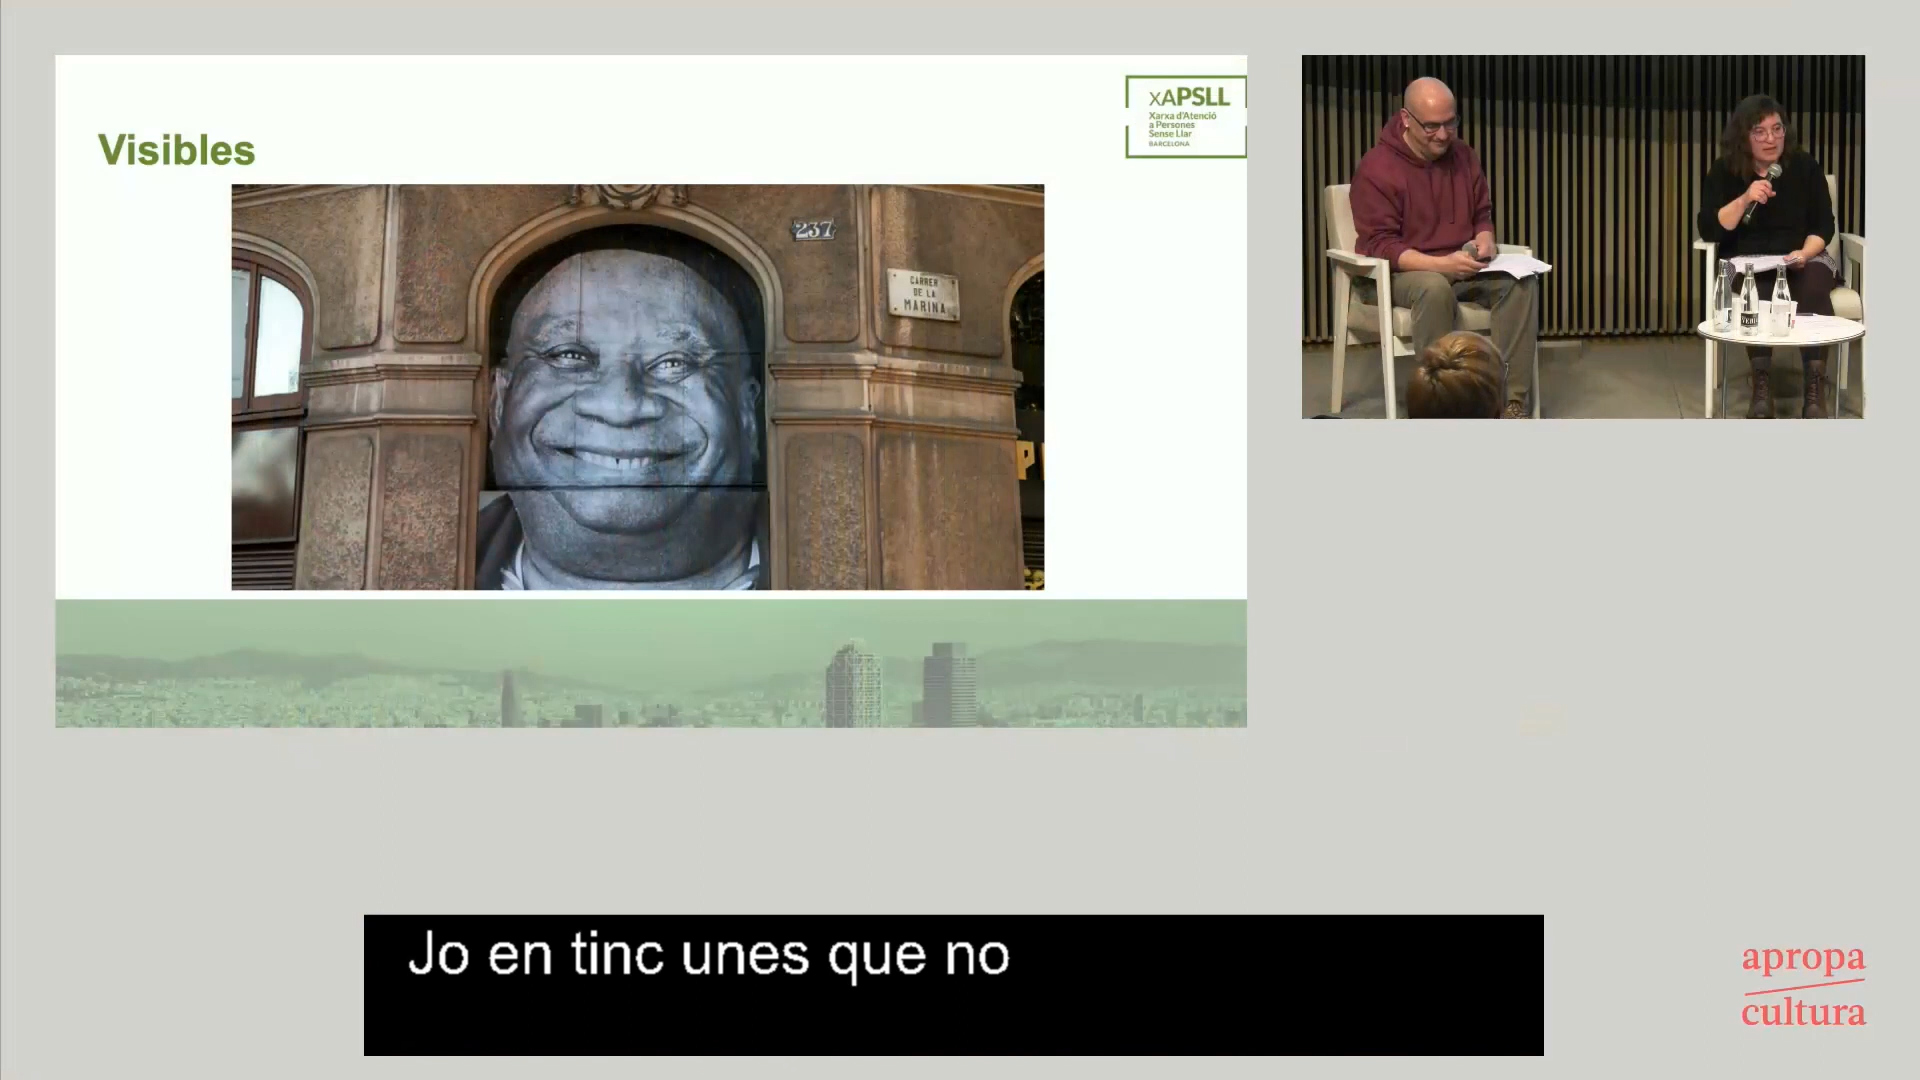 Visibles
xAPSLL
Xarxa d'Atenció
a Persones
Sense Llar
BARCELONA
237
CARRER
DE LA
MARINA
P
Jo en tinc unes que no
apropa
cultura